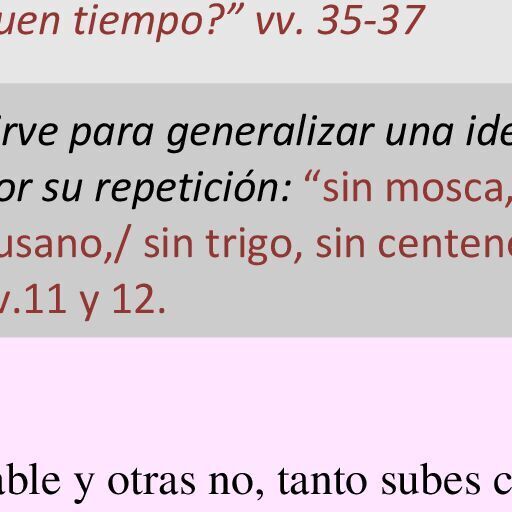 uen tiempo?” vv. 35-37
irve para generalizar una ide
or su repetición: “sin mosca,
usano,/ sin trigo, sin centeno
v.11 y 12.
able y otras no, tanto subes c